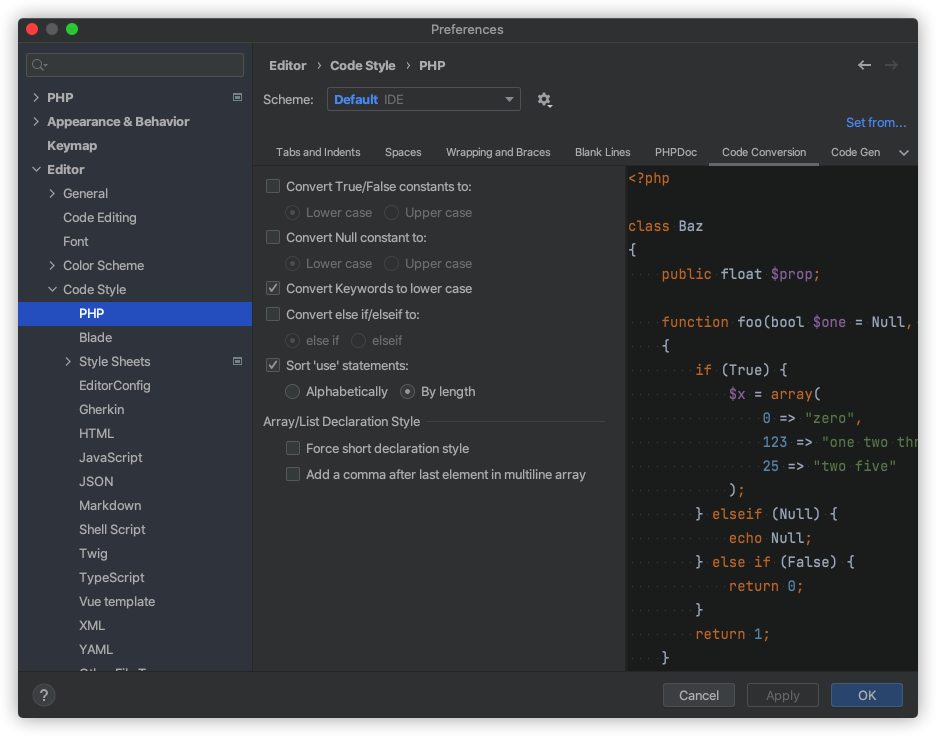 Preferences
PHP
Appearance & Behavior
Keymap
Editor
General
Code Editing
Font
Color Scheme
Code Style
PHP
Blade
Style Sheets
EditorConfig
Gherkin
HTML
JavaScript
JSON
Markdown
Shell Script
Twig
TypeScript
Vue template
XML
YAML
Editor › Code Style › PHP
Scheme: Default IDE
Set from...
Tabs and Indents Spaces Wrapping and Braces Blank Lines PHPDoc Code Conversion Code Gen
Convert True/False constants to:
Lower case Upper case
Convert Null constant to:
Lower case Upper case
Convert Keywords to lower case
Convert else if/elseif to:
else if elseif
Sort 'use' statements:
Alphabetically By length
Array/List Declaration Style
Force short declaration style
Add a comma after last element in multiline array
<?php
class Baz
{
public float $prop;
function foo(bool $one = Null,
{
if (True) {
$x = array(
0 => "zero",
123 => "one two thr
25 => "two five"
);
} elseif (Null) {
echo Null;
} else if (False) {
return 0;
}
return 1;
}
? Cancel Apply OK